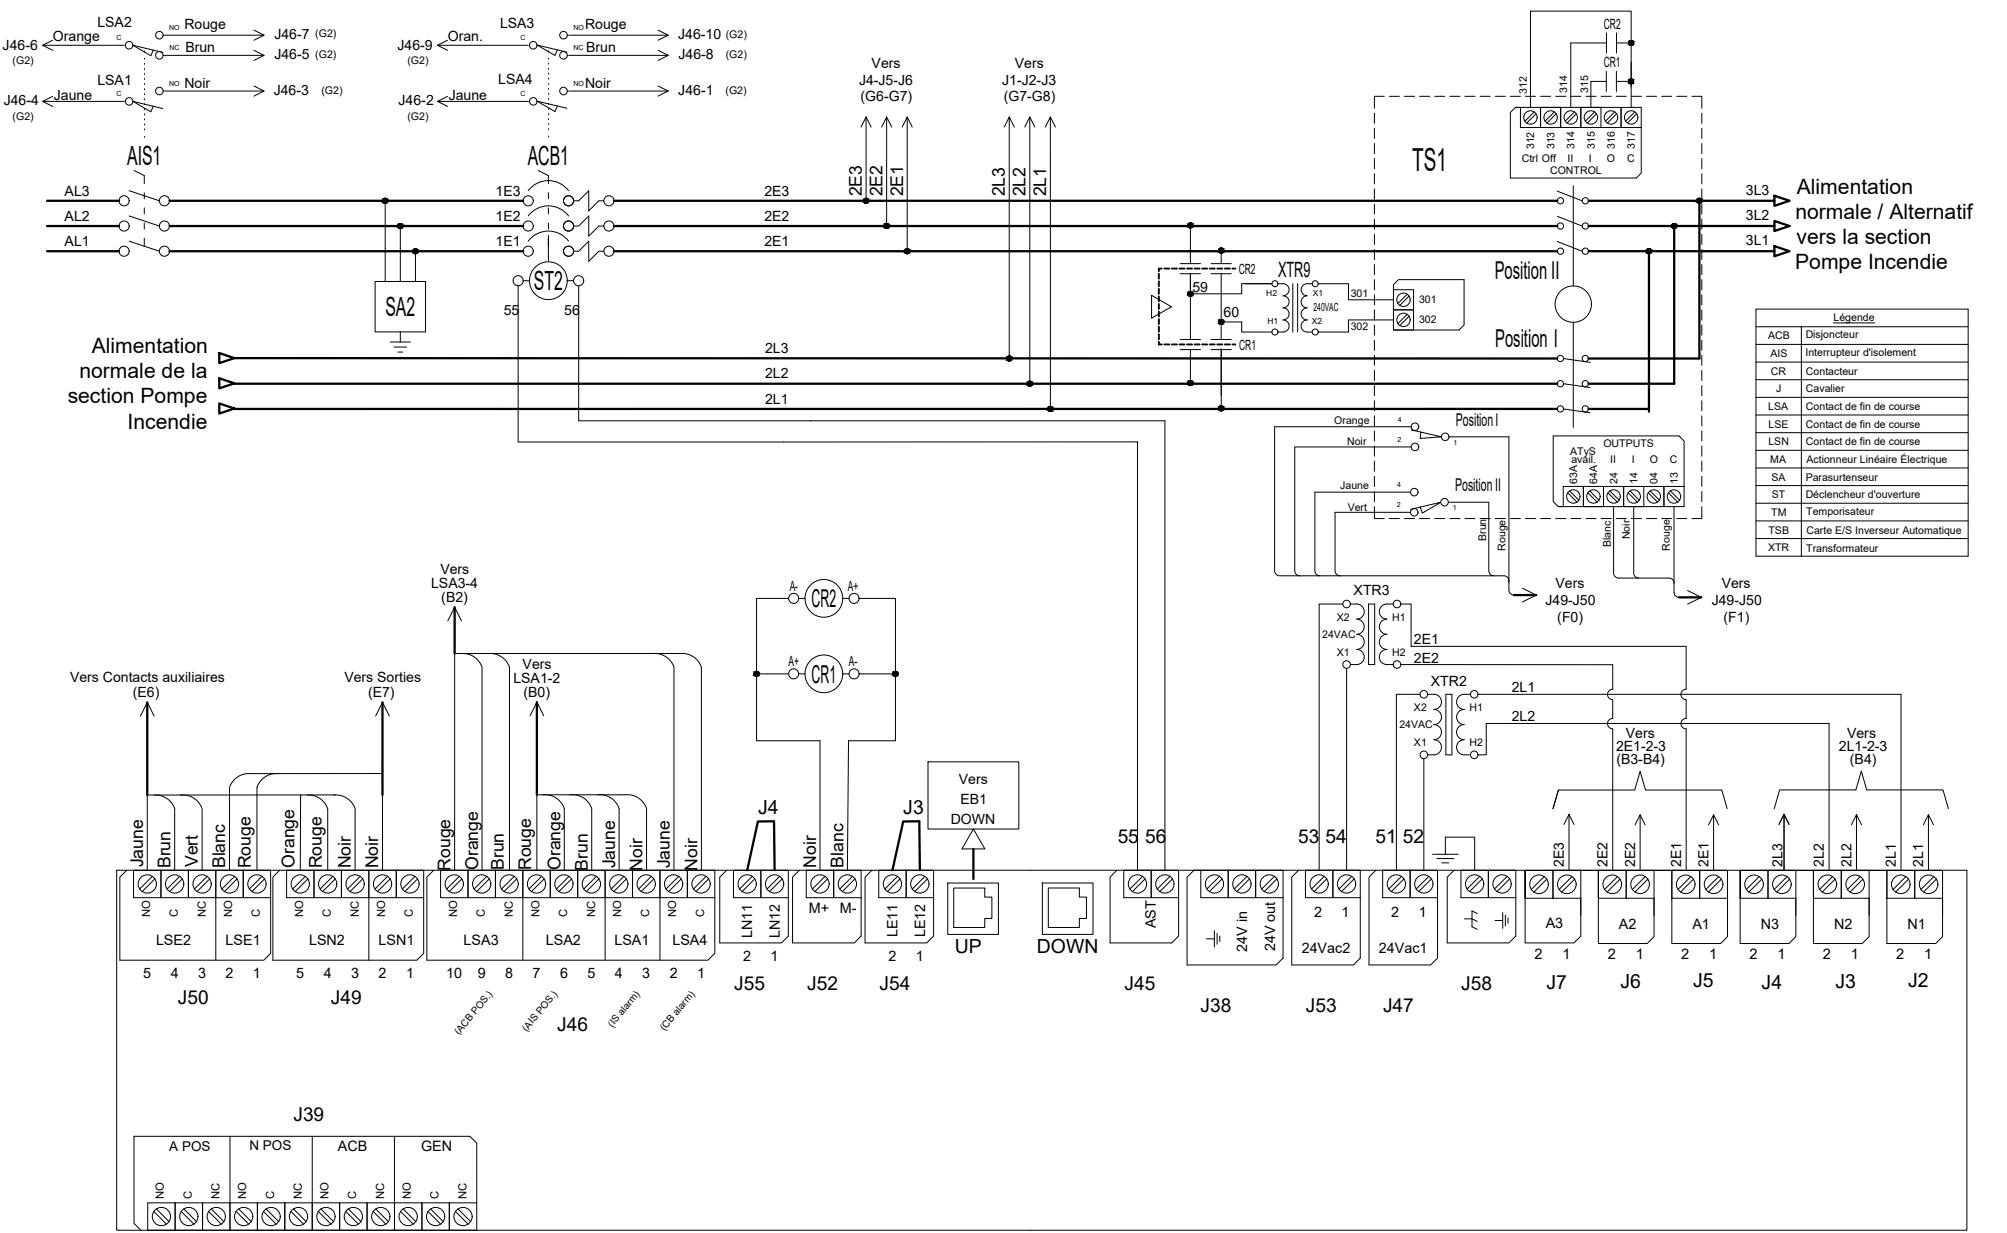 LSA2
J46-6
(G2)
Orange
C
NO Rouge
J46-7 (G2)
NC Brun
J46-5 (G2)
LSA1
J46-4
(G2)
Jaune
C
NO Noir
J46-3 (G2)
LSA3
J46-9
(G2)
Oran.
C
NO Rouge
J46-10 (G2)
NC Brun
J46-8 (G2)
LSA4
J46-2
(G2)
Jaune
C
NO Noir
J46-1 (G2)
Vers
J4-J5-J6
(G6-G7)
2E3
2E2
2E1
Vers
J1-J2-J3
(G7-G8)
2L3
2L2
2L1
CR2
CR1
312
314
315
312
313
314
315
316
317
Ctrl Off II I O C
CONTROL
TS1
AIS1
ACB1
AL3
AL2
AL1
1E3
1E2
1E1
2E3
2E2
2E1
3L3
3L2
3L1
Alimentation
normale / Alternatif
vers la section
Pompe Incendie
ST2
SA2
55
56
CR2
59
60
CR1
XTR9
H2
H1
X1
240VAC
X2
301
302
301
302
Position II
Position I
Alimentation
normale de la
section Pompe
Incendie
2L3
2L2
2L1
Légende
ACB Disjoncteur
AIS Interrupteur d'isolement
CR Contacteur
J Cavalier
LSA Contact de fin de course
LSE Contact de fin de course
LSN Contact de fin de course
MA Actionneur Linéaire Électrique
SA Parasurtenseur
ST Déclencheur d'ouverture
TM Temporisateur
TSB Carte E/S Inverseur Automatique
XTR Transformateur
Orange
4
Position I
Noir
2
1
Jaune
4
Position II
Vert
2
1
Brun
Rouge
OUTPUTS
ATyS
avail.
II I O C
63A
64A
24
14
04
13
Blanc
Noir
Rouge
Vers
J49-J50
(F0)
Vers
J49-J50
(F1)
XTR3
X2
24VAC
X1
H1
H2
2E1
2E2
XTR2
X2
24VAC
X1
H1
H2
2L1
2L2
Vers
2E1-2-3
(B3-B4)
Vers
2L1-2-3
(B4)
Vers
LSA3-4
(B2)
Vers
LSA1-2
(B0)
Vers Contacts auxiliaires
(E6)
Vers Sorties
(E7)
A- CR2 A+
A+ CR1 A-
Vers
EB1
DOWN
J4
J3
Jaune
Brun
Vert
Blanc
Rouge
Orange
Rouge
Noir
Noir
Rouge
Orange
Brun
Rouge
Orange
Brun
Jaune
Noir
Jaune
Noir
Noir
Blanc
55
56
53
54
51
52
2E3
2E2
2E2
2E1
2E1
2L3
2L2
2L2
2L1
2L1
NO
C
NC
LSE2
NO
C
LSE1
NO
C
NC
LSN2
NO
C
LSN1
NO
C
NC
LSA3
NO
C
NC
LSA2
NO
C
LSA1
NO
C
LSA4
LN11
LN12
M+ M-
LE11
LE12
UP
DOWN
AST
24V in
24V out
2 1
24Vac2
2 1
24Vac1
A3
A2
A1
N3
N2
N1
5 4 3 2 1
J50
5 4 3 2 1
J49
10 9 8 7 6 5 4 3 2 1
(ACB POS.)
(AIS POS.)
J46
(IS alarm)
(CB alarm)
2 1
J55
J52
2 1
J54
J45
J38
J53
J47
J58
2 1
J7
2 1
J6
2 1
J5
2 1
J4
2 1
J3
2 1
J2
J39
A POS
N POS
ACB
GEN
NO
C
NC
NO
C
NC
NO
C
NC
NO
C
NC